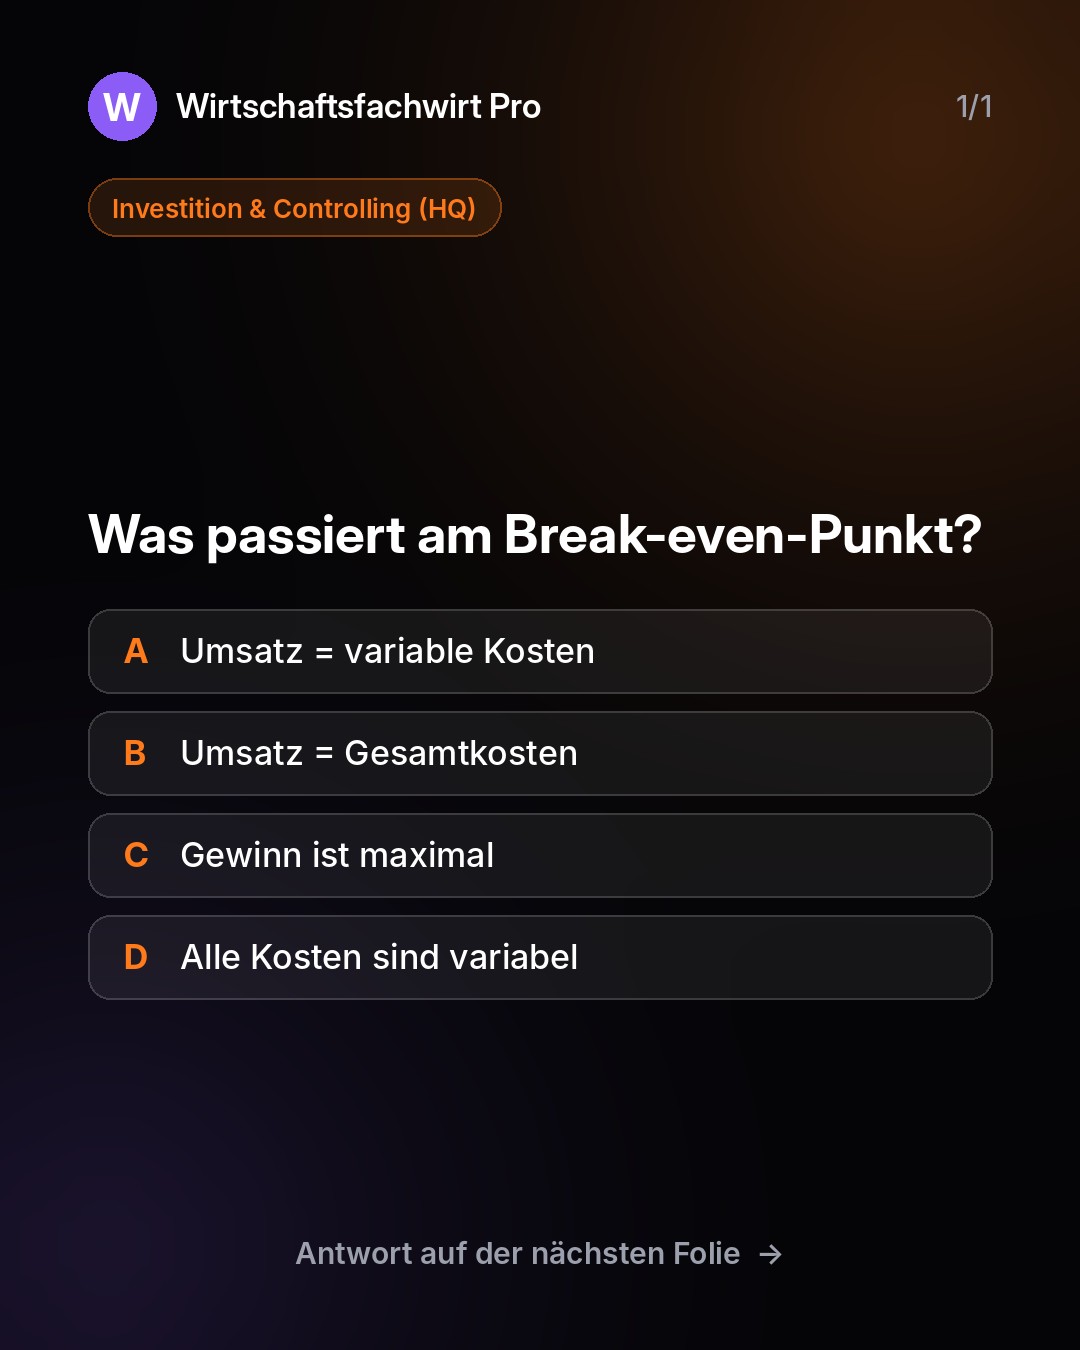 W Wirtschaftsfachwirt Pro 1/1
Investition & Controlling (HQ)
Was passiert am Break-even-Punkt?
A Umsatz = variable Kosten
B Umsatz = Gesamtkosten
C Gewinn ist maximal
D Alle Kosten sind variabel
Antwort auf der nächsten Folie →